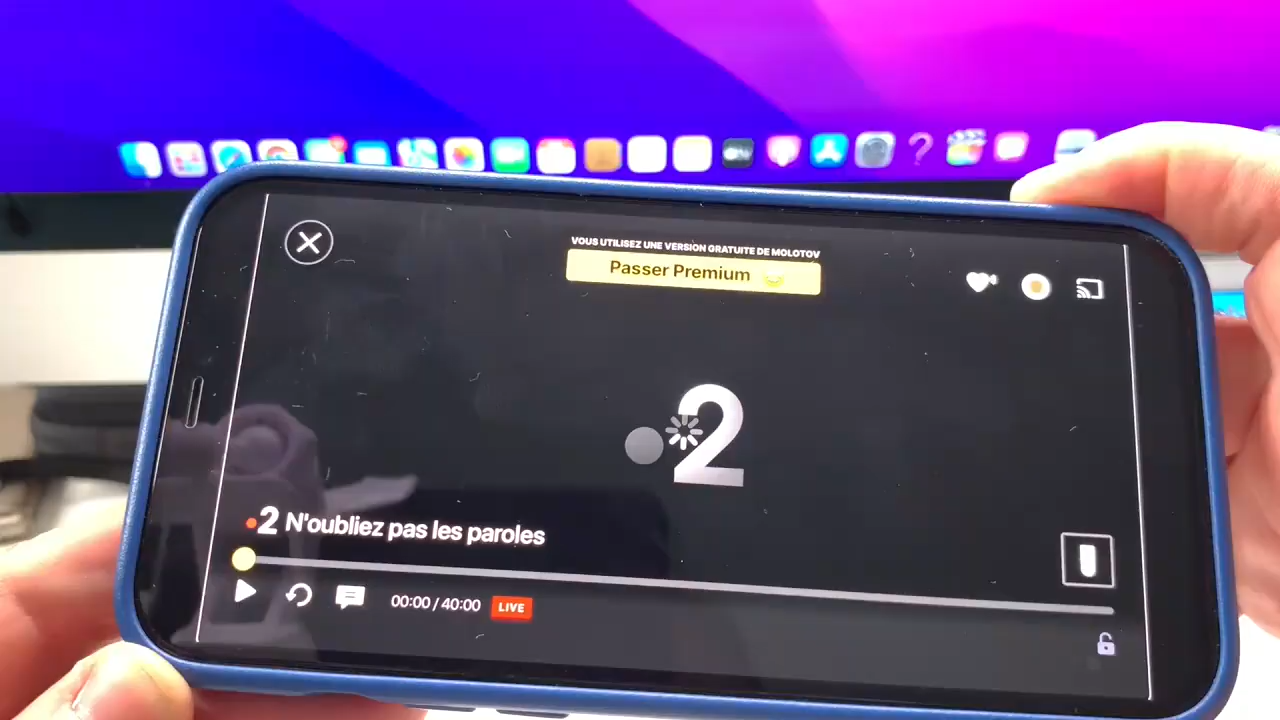 VOUS UTILISEZ UNE VERSION GRATUITE DE MOLOTOV
Passer Premium
2
2 N'oubliez pas les paroles
00:00 / 40:00 LIVE